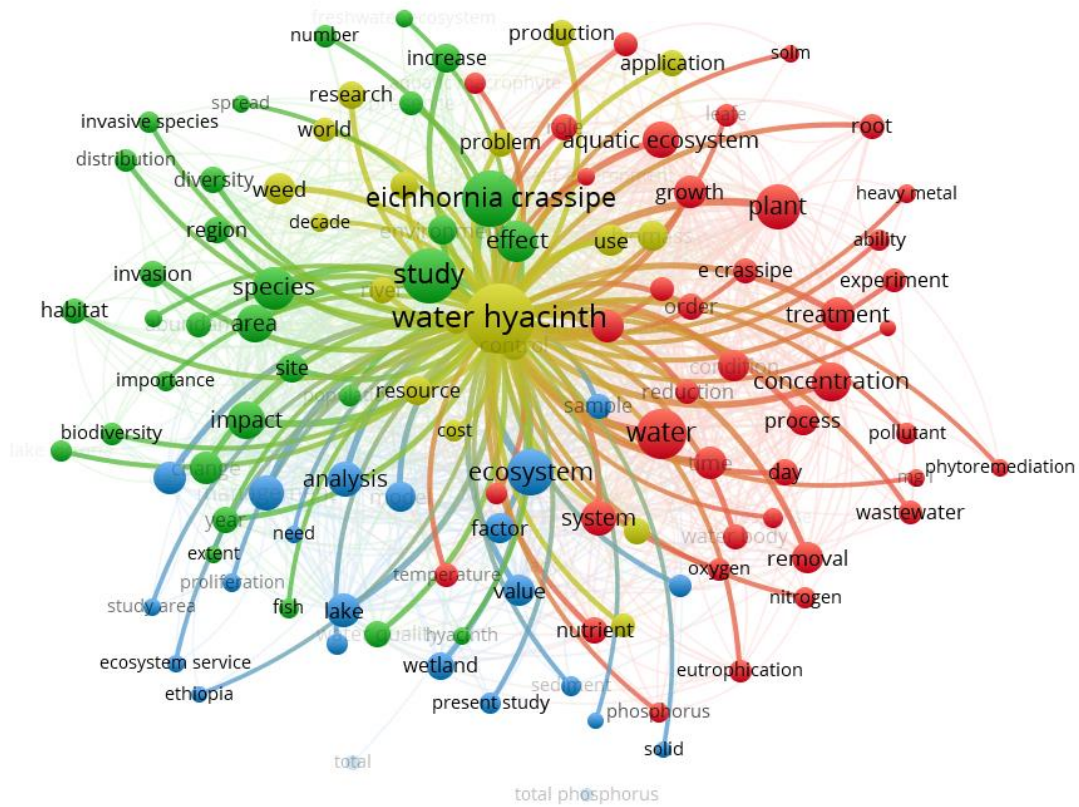 freshwater ecosystem
number
production
increase
application
solm
research
spread
invasive species
world
problem
role
aquatic ecosystem
leafe
root
distribution
diversity
weed
eichhornia crassipe
growth
plant
heavy metal
region
decade
effect
use
ability
invasion
species
study
river
e crassipe
experiment
habitat
area
water hyacinth
order
treatment
control
site
condition
importance
resource
reduction
concentration
sample
impact
cost
water
process
biodiversity
pollutant
change
analysis
ecosystem
time
day
phytoremediation
model
year
need
factor
system
wastewater
water body
extent
removal
proliferation
temperature
oxygen
study area
fish
lake
value
nitrogen
water quality
hyacinth
nutrient
ecosystem service
wetland
eutrophication
ethiopia
present study
sediment
phosphorus
solid
total
total phosphorus